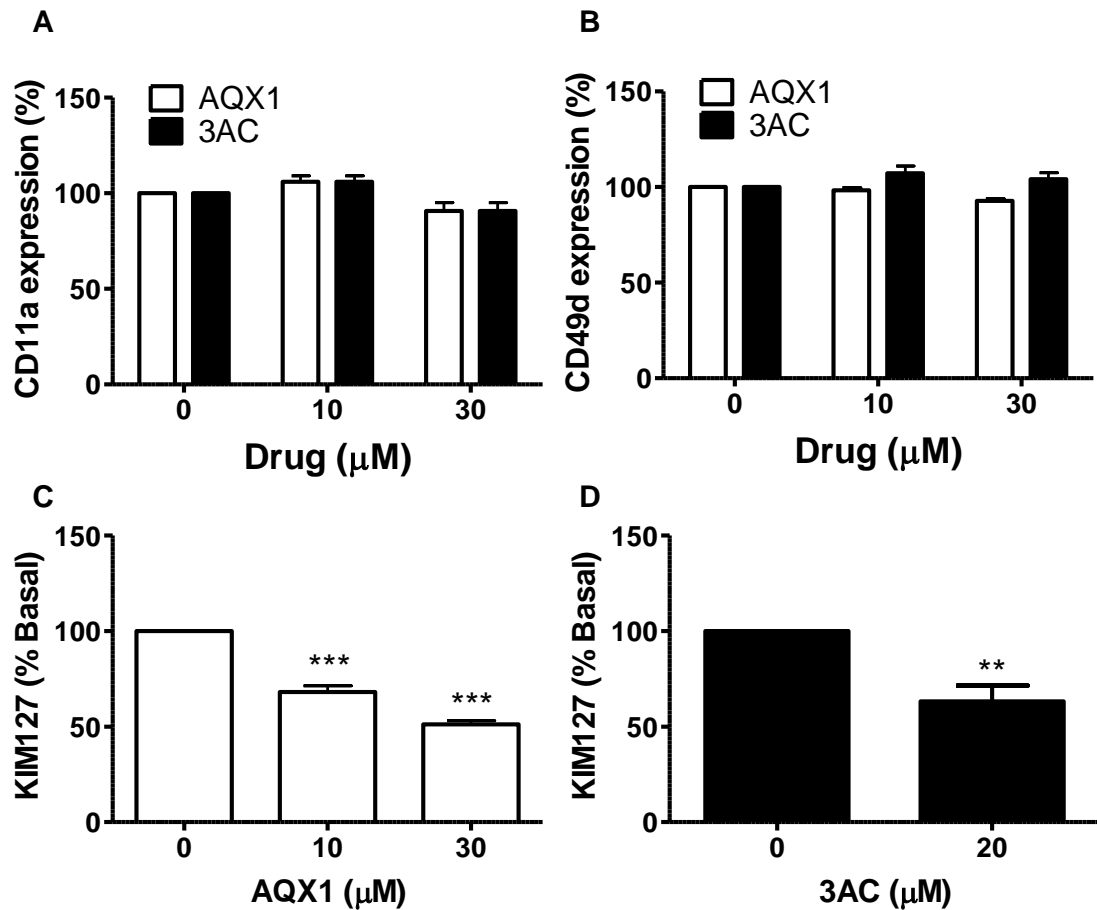 A
CD11a expression (%)
150
100
50
0
AQX1
3AC
0 10 30
Drug (μM)
B
CD49d expression (%)
150
100
50
0
AQX1
3AC
0 10 30
Drug (μM)
C
KIM127 (% Basal)
150
100
50
0
***
***
0 10 30
AQX1 (μM)
D
KIM127 (% Basal)
150
100
50
0
**
0 20
3AC (μM)